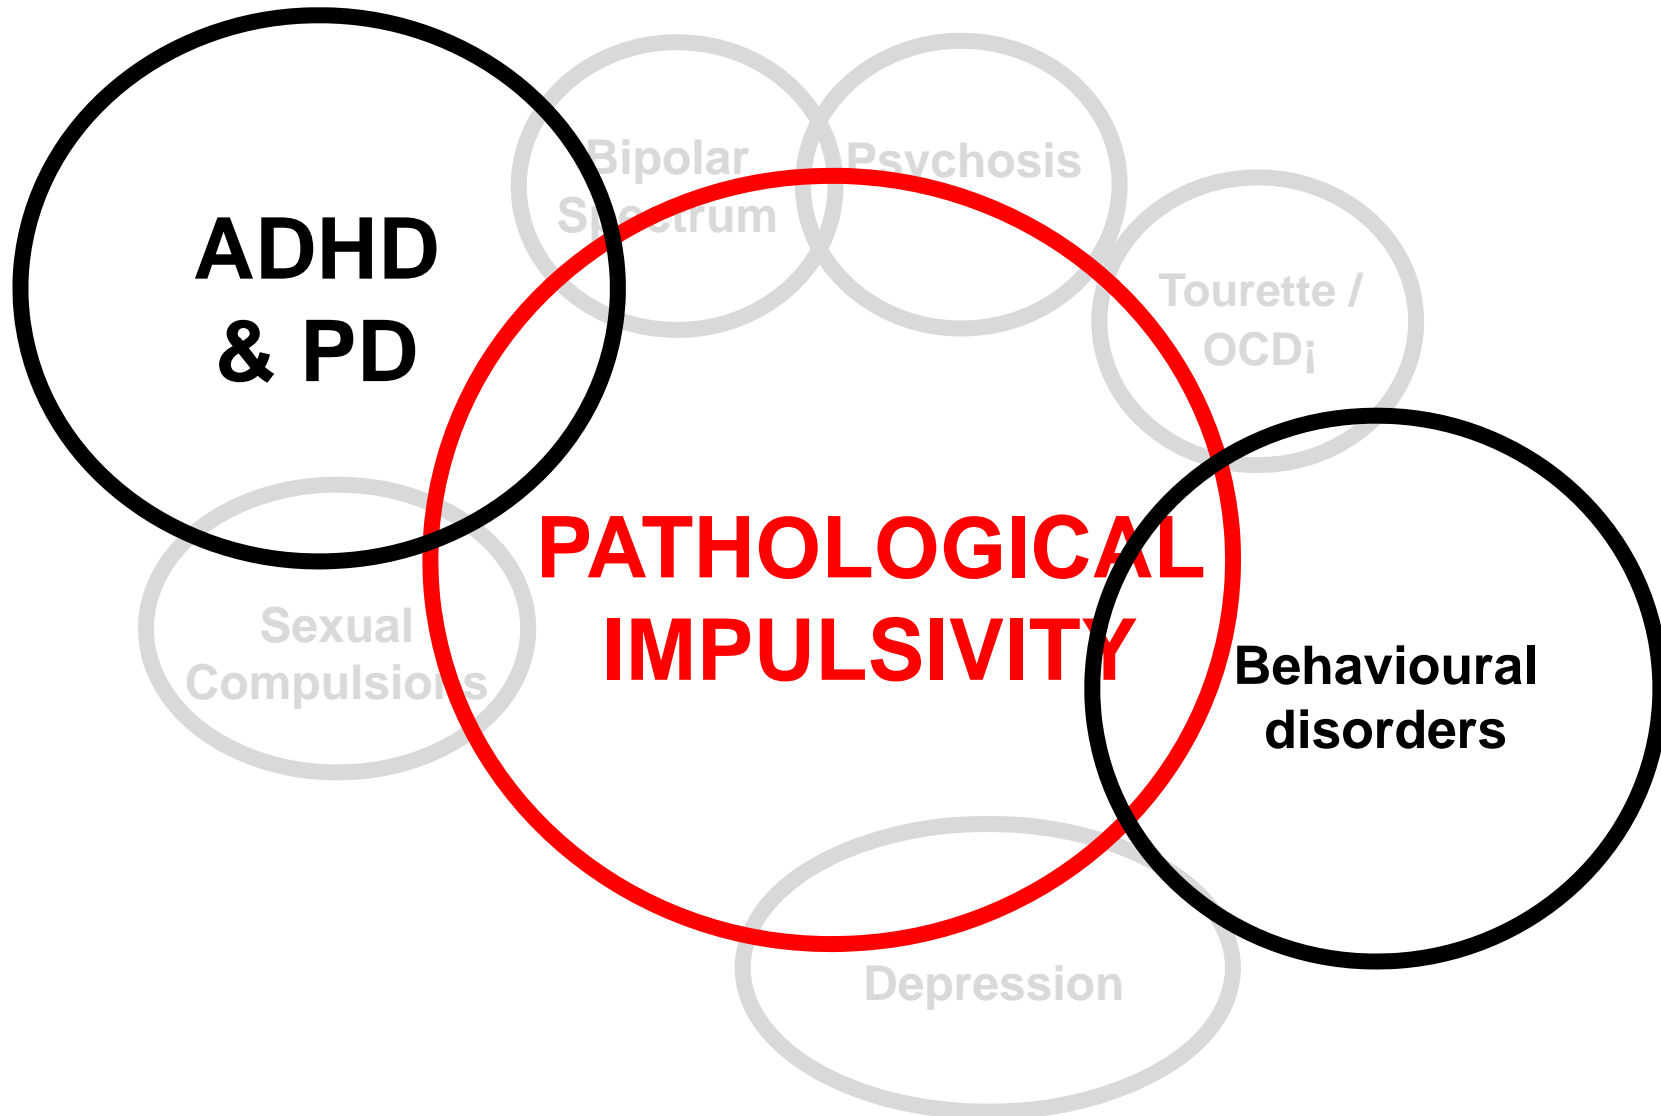 Bipolar
Spectrum
Psychosis
ADHD
& PD
Tourette /
OCD¡
PATHOLOGICAL
IMPULSIVITY
Sexual
Compulsions
Behavioural
disorders
Depression